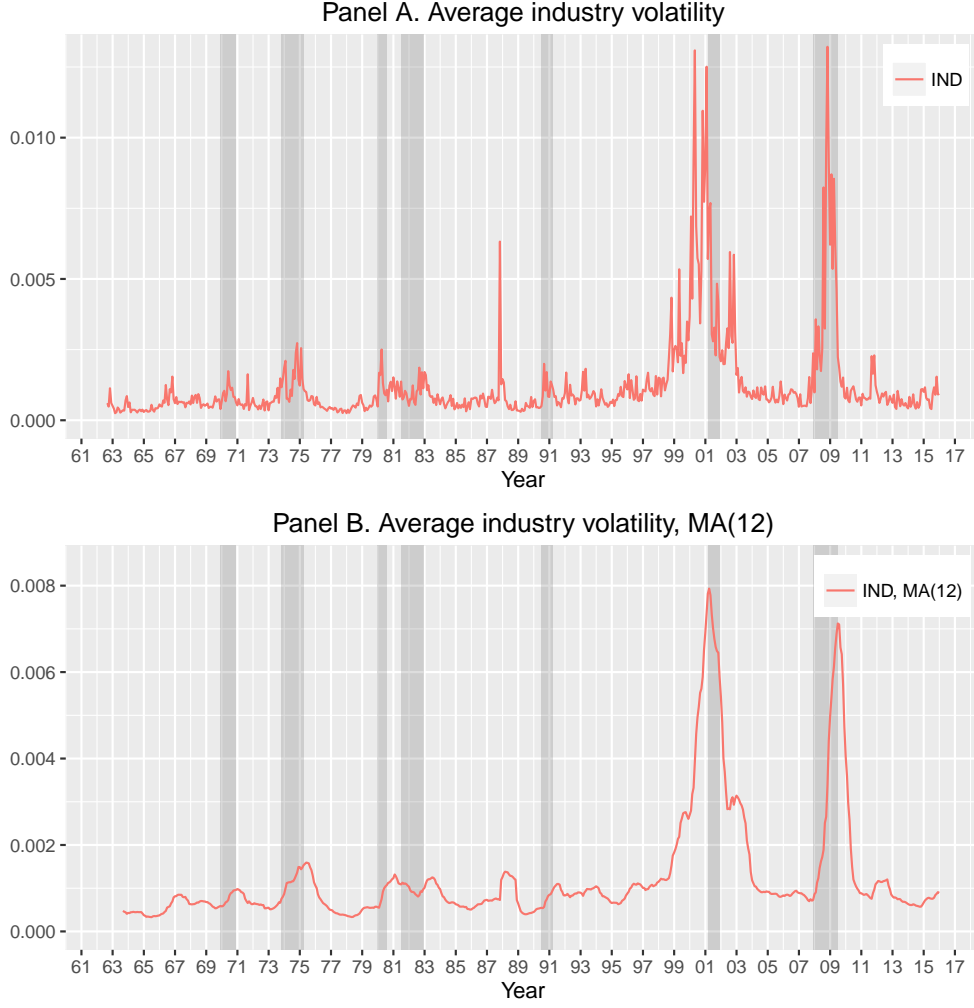 Panel A. Average industry volatility
IND
0.010
0.005
0.000
61 63 65 67 69 71 73 75 77 79 81 83 85 87 89 91 93 95 97 99 01 03 05 07 09 11 13 15 17
Year
Panel B. Average industry volatility, MA(12)
0.008
IND, MA(12)
0.006
0.004
0.002
0.000
61 63 65 67 69 71 73 75 77 79 81 83 85 87 89 91 93 95 97 99 01 03 05 07 09 11 13 15 17
Year